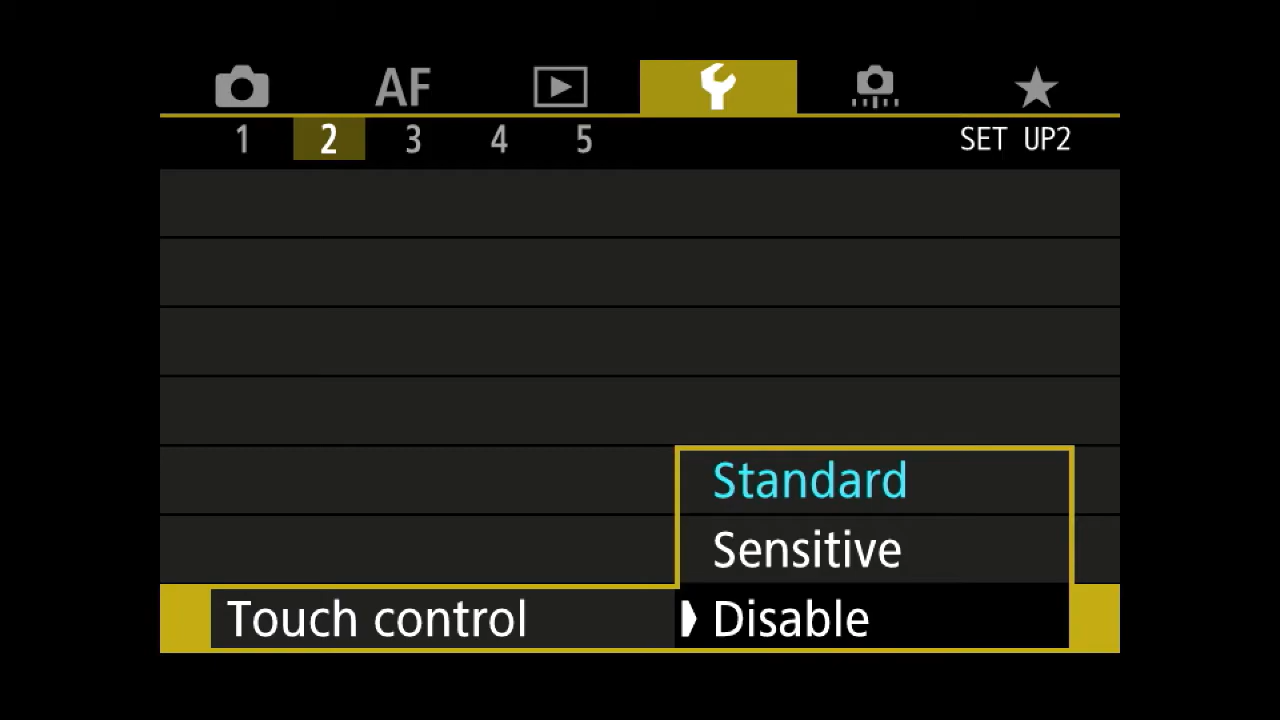 AF
1 2 3 4 5 SET UP2
Standard
Sensitive
Touch control Disable